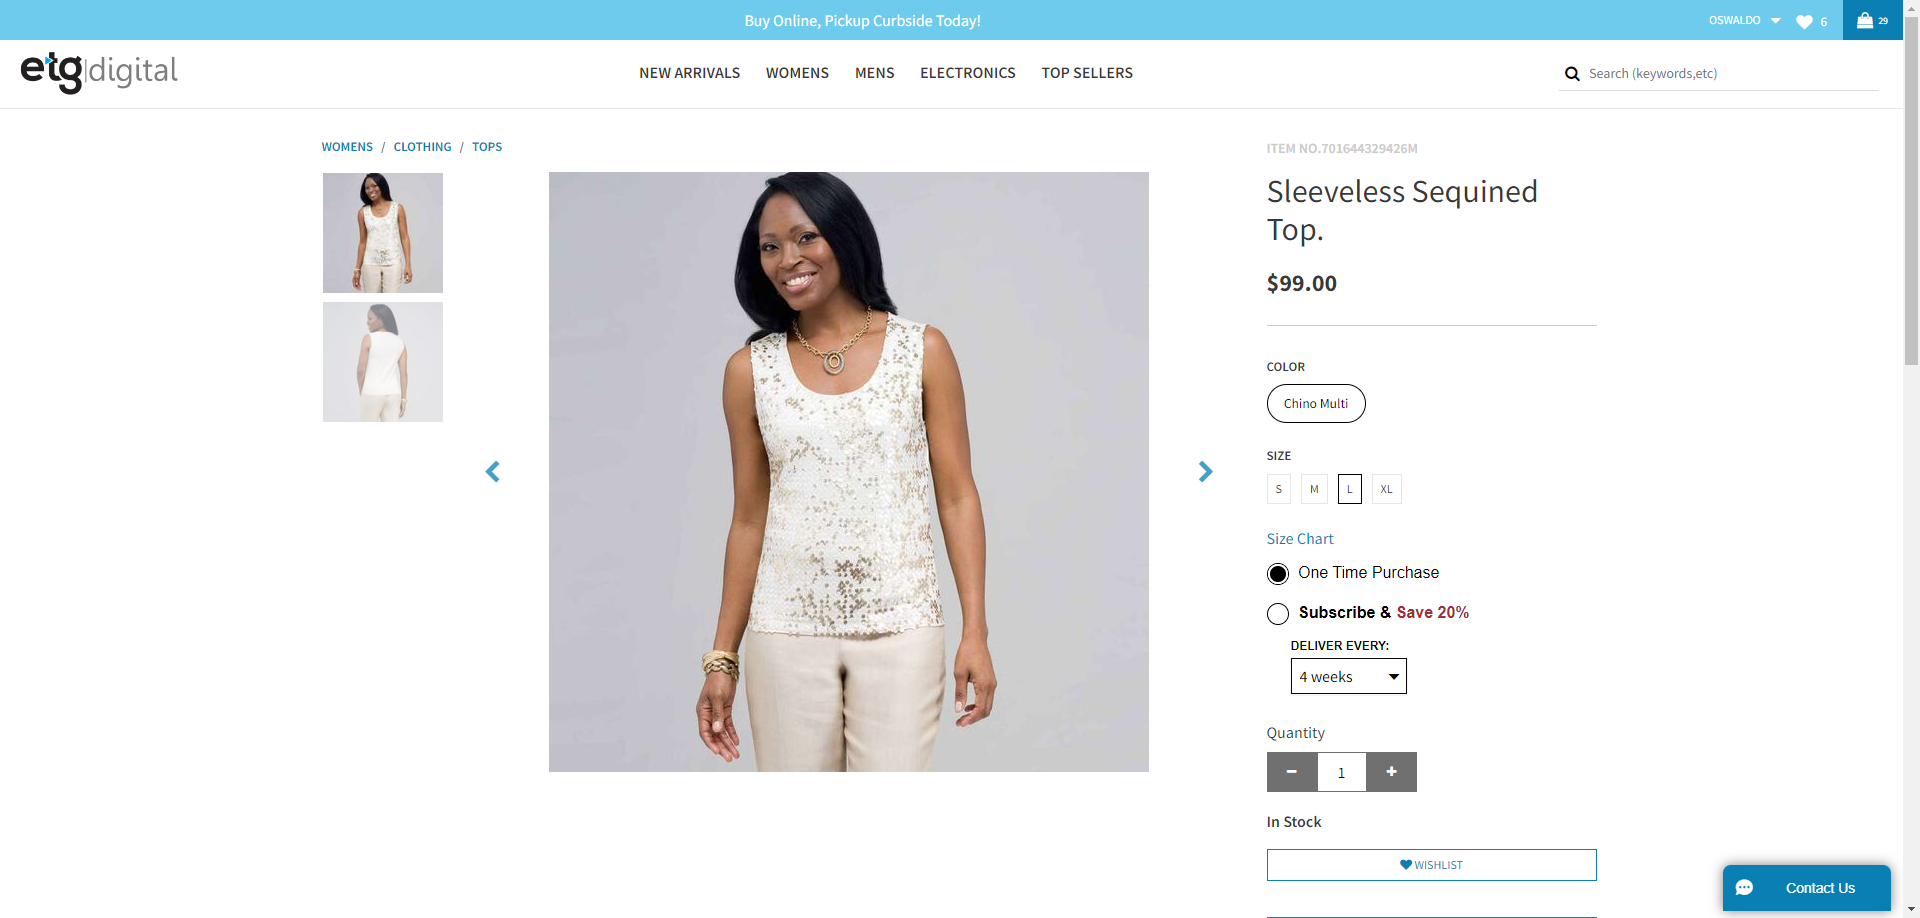 Buy Online, Pickup Curbside Today!
OSWALDO
6
29
etg|digital
NEW ARRIVALS
WOMENS
MENS
ELECTRONICS
TOP SELLERS
Search (keywords,etc)
WOMENS / CLOTHING / TOPS
ITEM NO.701644329426M
Sleeveless Sequined
Top.
$99.00
COLOR
Chino Multi
SIZE
S
M
L
XL
Size Chart
One Time Purchase
Subscribe & Save 20%
DELIVER EVERY:
4 weeks
Quantity
− 1 +
In Stock
WISHLIST
Contact Us